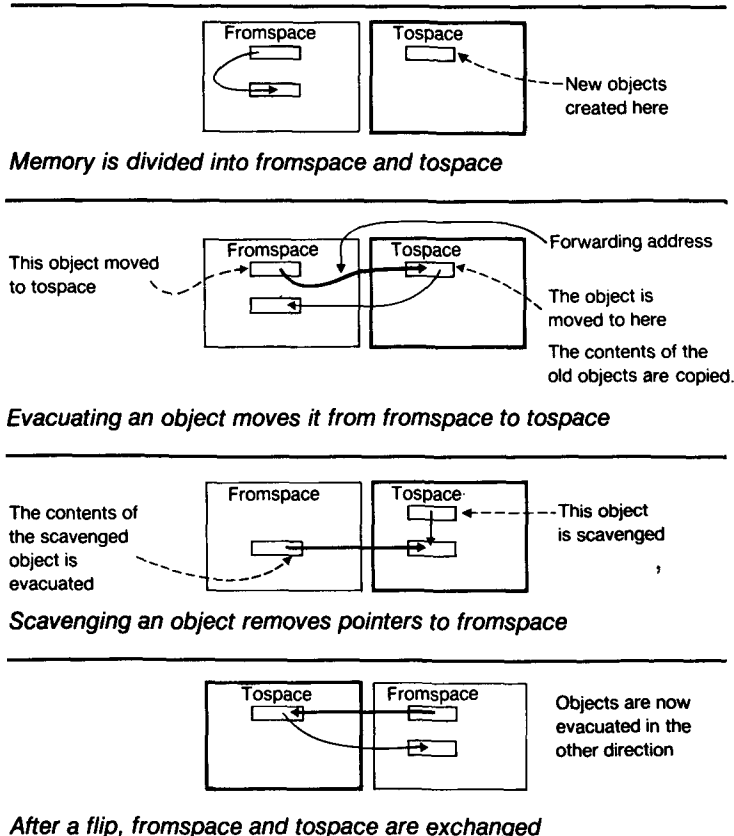 Fromspace
Tospace
New objects
created here
Memory is divided into fromspace and tospace
This object moved
to tospace
Fromspace
Tospace
Forwarding address
The object is
moved to here
The contents of the
old objects are copied.
Evacuating an object moves it from fromspace to tospace
The contents of
the scavenged
object is
evacuated
Fromspace
Tospace
This object
is scavenged
,
Scavenging an object removes pointers to fromspace
Tospace
Fromspace
Objects are now
evacuated in the
other direction
After a flip, fromspace and tospace are exchanged